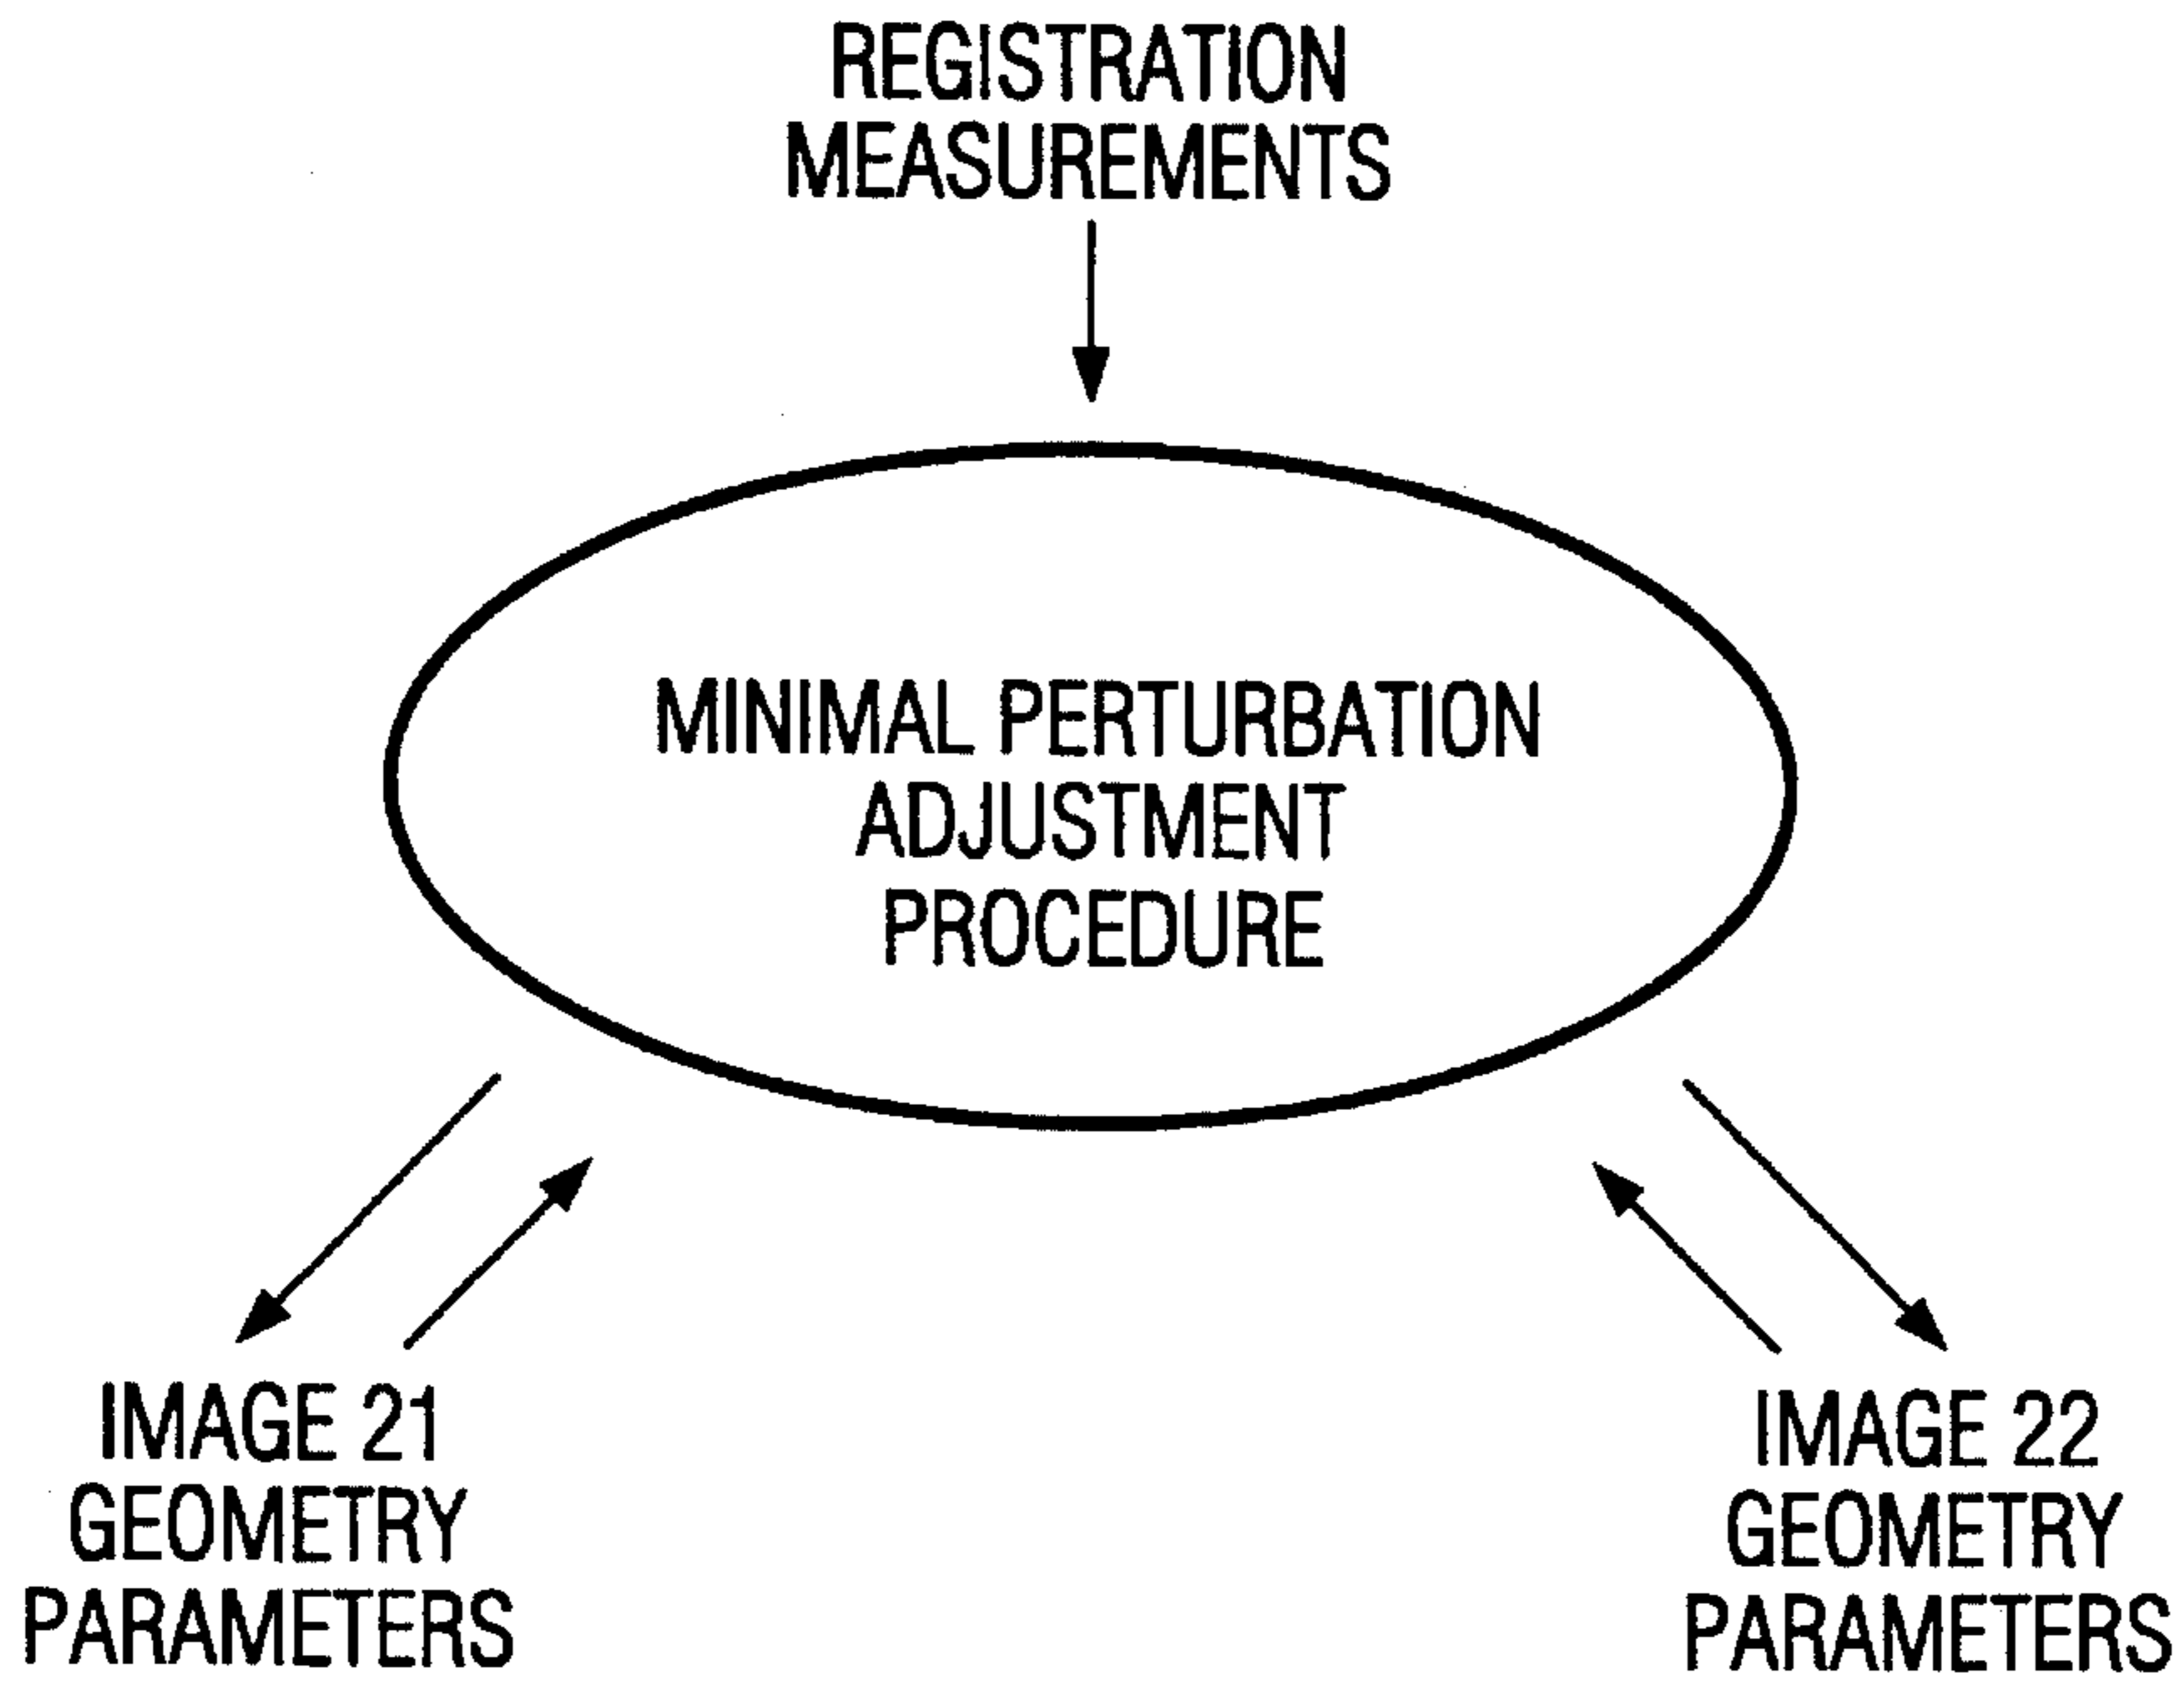 REGISTRATION
MEASUREMENTS
MINIMAL PERTURBATION
ADJUSTMENT
PROCEDURE
IMAGE 21
GEOMETRY
PARAMETERS
IMAGE 22
GEOMETRY
PARAMETERS